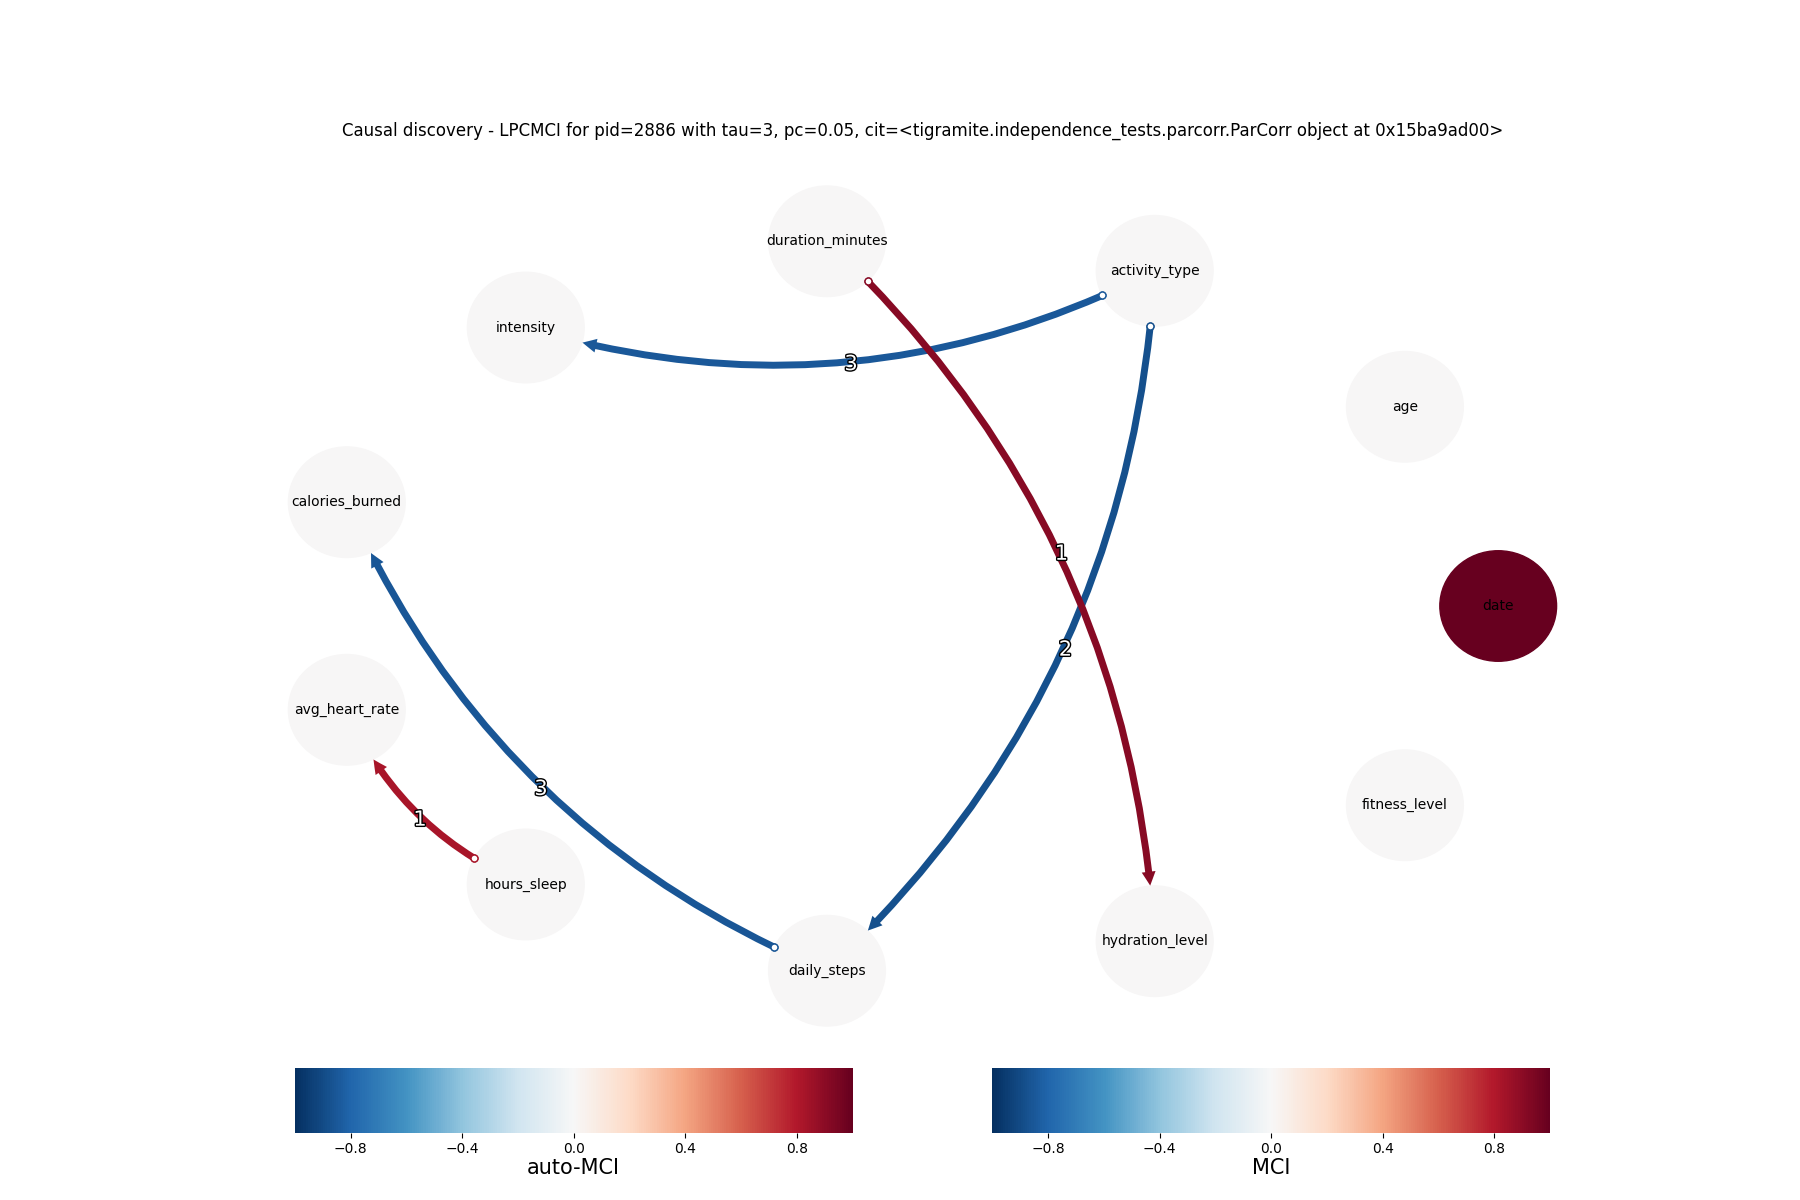 Causal discovery - LPCMCI for pid=2886 with tau=3, pc=0.05, cit=<tigramite.independence_tests.parcorr.ParCorr object at 0x15ba9ad00>
duration_minutes
activity_type
intensity
3
age
calories_burned
1
date
2
avg_heart_rate
3
fitness_level
1
hours_sleep
hydration_level
daily_steps
−0.8 −0.4 0.0 0.4 0.8
auto-MCI
−0.8 −0.4 0.0 0.4 0.8
MCI